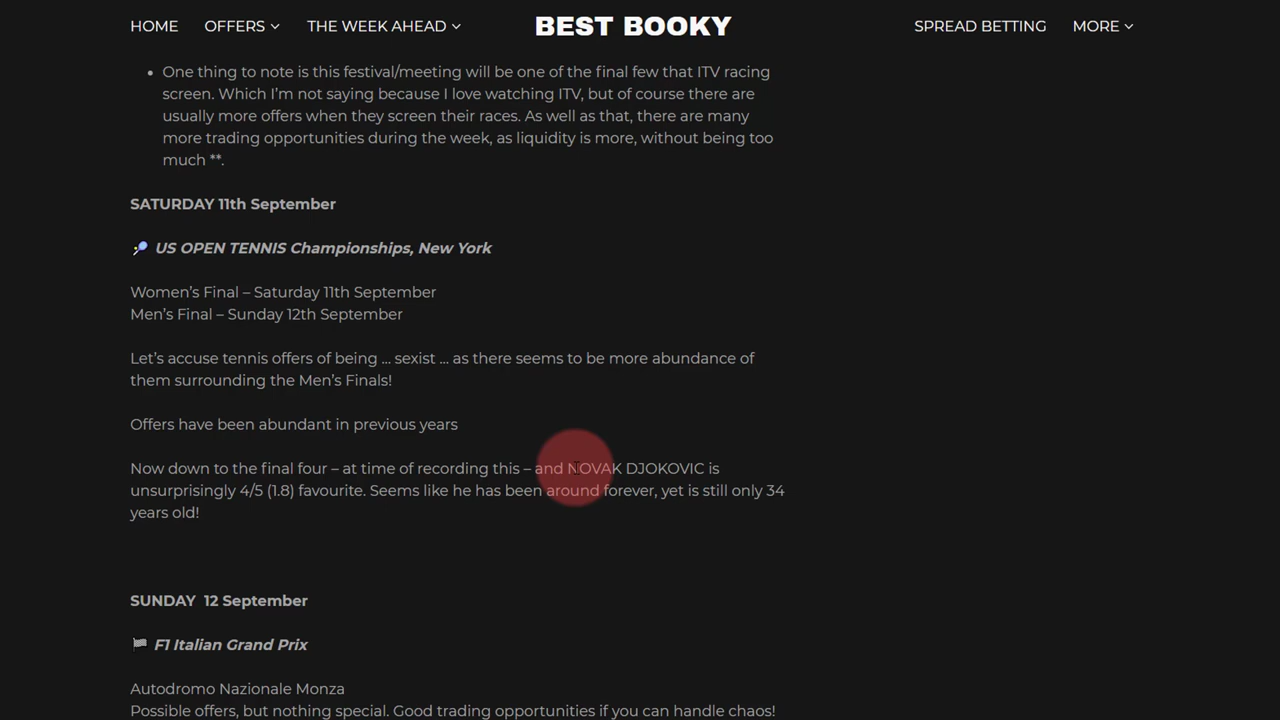 HOME OFFERS THE WEEK AHEAD BEST BOOKY SPREAD BETTING MORE
• One thing to note is this festival/meeting will be one of the final few that ITV racing
screen. Which I'm not saying because I love watching ITV, but of course there are
usually more offers when they screen their races. As well as that, there are many
more trading opportunities during the week, as liquidity is more, without being too
much **.
SATURDAY 11th September
US OPEN TENNIS Championships, New York
Women's Final – Saturday 11th September
Men's Final – Sunday 12th September
Let's accuse tennis offers of being ... sexist ... as there seems to be more abundance of
them surrounding the Men's Finals!
Offers have been abundant in previous years
Now down to the final four – at time of recording this – and NOVAK DJOKOVIC is
unsurprisingly 4/5 (1.8) favourite. Seems like he has been around forever, yet is still only 34
years old!
SUNDAY 12 September
F1 Italian Grand Prix
Autodromo Nazionale Monza
Possible offers, but nothing special. Good trading opportunities if you can handle chaos!